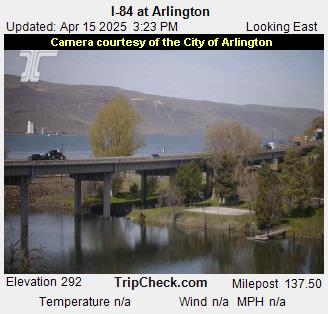 I-84 at Arlington
Updated: Apr 15 2025 3:23 PM Looking East
Camera courtesy of the City of Arlington
Elevation 292 TripCheck.com Milepost 137.50
Temperature n/a Wind n/a MPH n/a